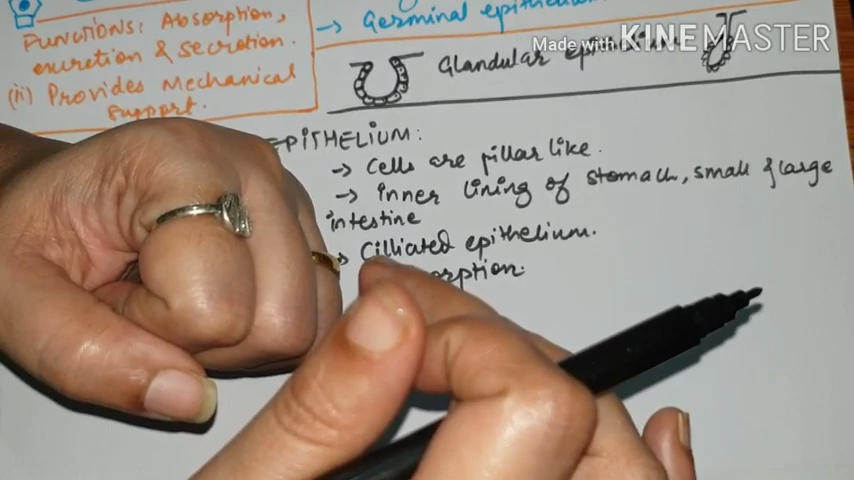 Functions: Absorption,
excretion & secretion.
(ii) Provides Mechanical
support.
→ Germinal epithelium
Glandular
Made with KINEMASTER
EPITHELIUM:
→ Cells are pillar like.
→ inner lining of stomach, small & large
intestine
→ Cilliated epithelium.